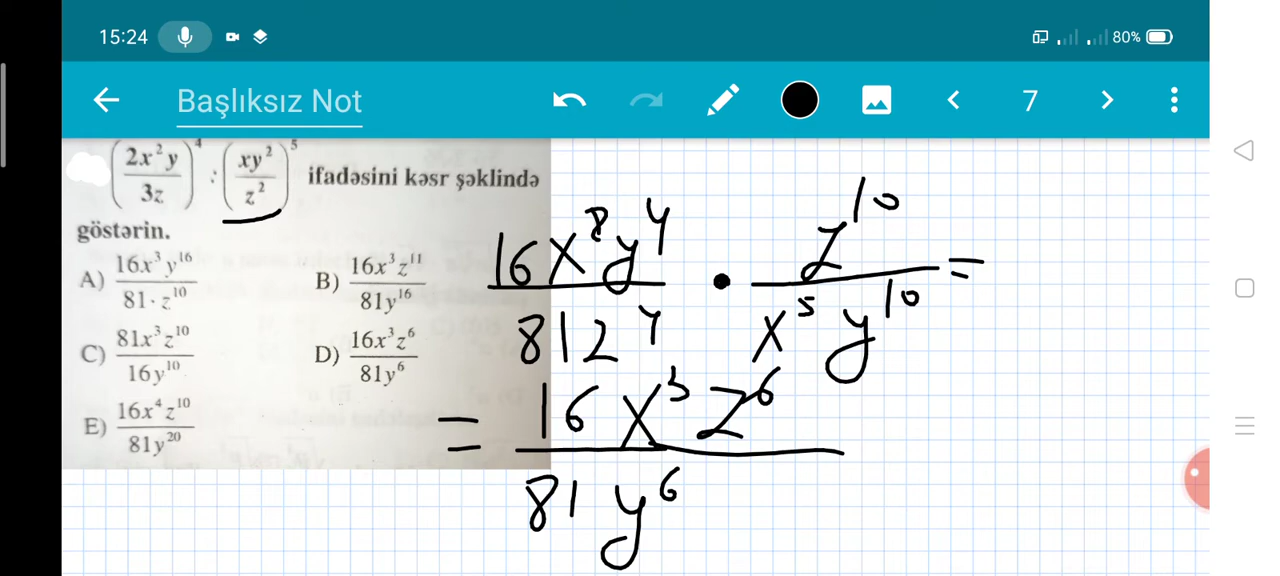 15:24 80%
Başlıksız Not 7
(2x²y / 3z)⁴ : (xy² / z²)⁵ ifadəsini kəsr şəklində
göstərin.
A) 16x³y¹⁶ / 81 · z¹⁰ B) 16x³z¹¹ / 81y¹⁶
C) 81x³z¹⁰ / 16y¹⁰ D) 16x³z⁶ / 81y⁶
E) 16x⁴z¹⁰ / 81y²⁰
16x⁸y⁴ / 81z⁴ · z¹⁰ / x⁵y¹⁰ =
= 16x³z⁶ / 81y⁶